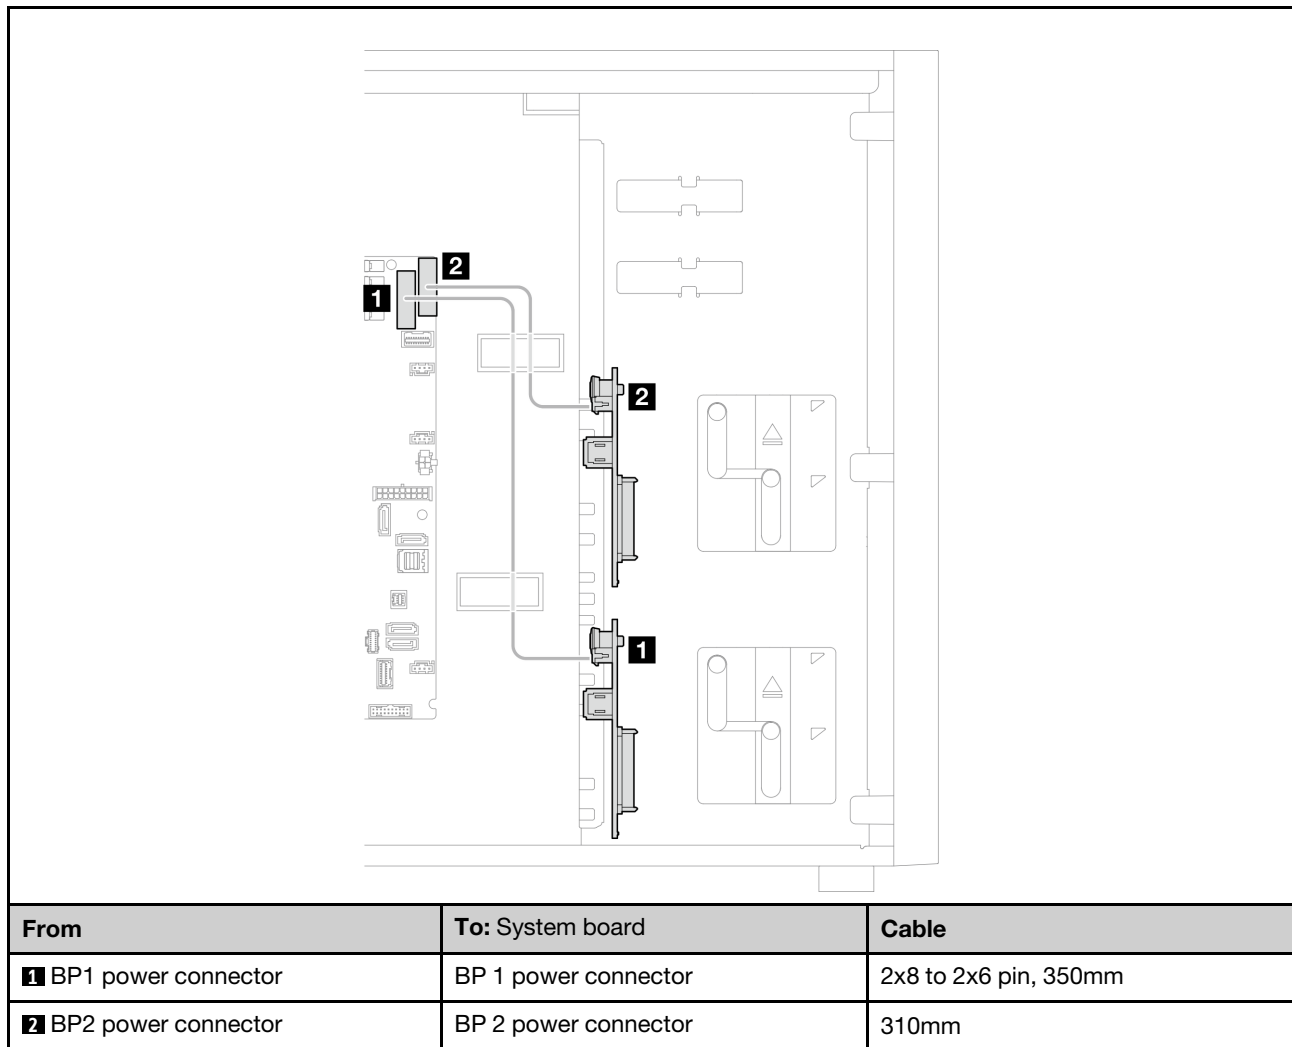 2
1
2
1
From To: System board Cable
1 BP1 power connector BP 1 power connector 2x8 to 2x6 pin, 350mm
2 BP2 power connector BP 2 power connector 310mm